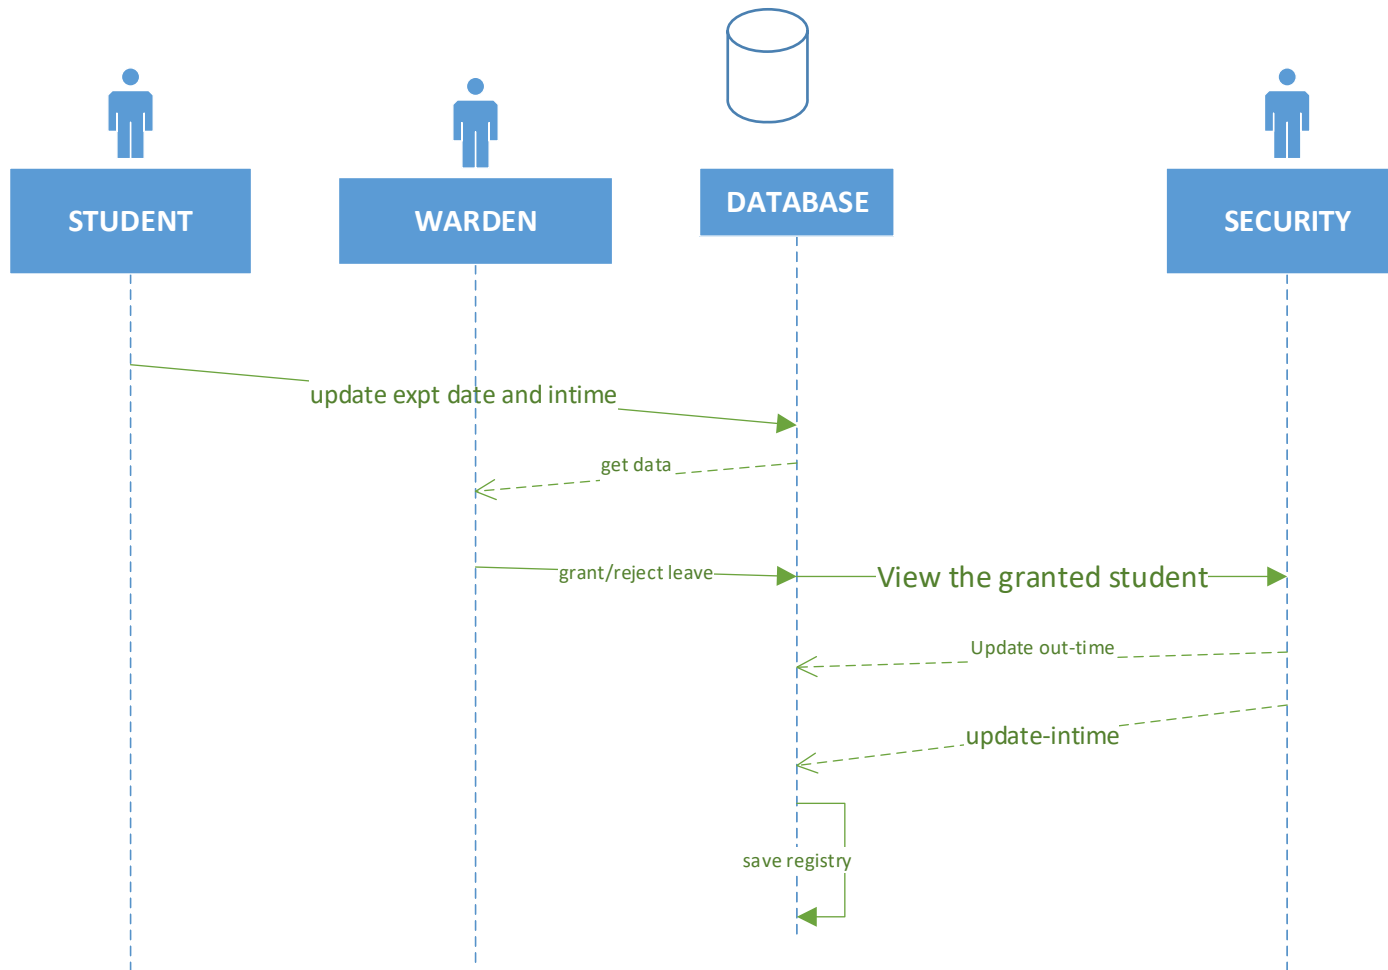 STUDENT
WARDEN
DATABASE
SECURITY
update expt date and intime
get data
grant/reject leave
View the granted student
Update out-time
update-intime
save registry